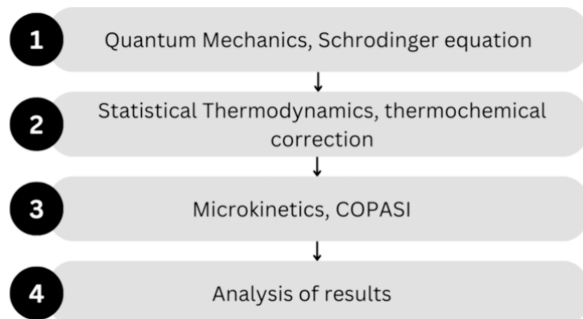 1 Quantum Mechanics, Schrodinger equation
2 Statistical Thermodynamics, thermochemical
correction
3 Microkinetics, COPASI
4 Analysis of results